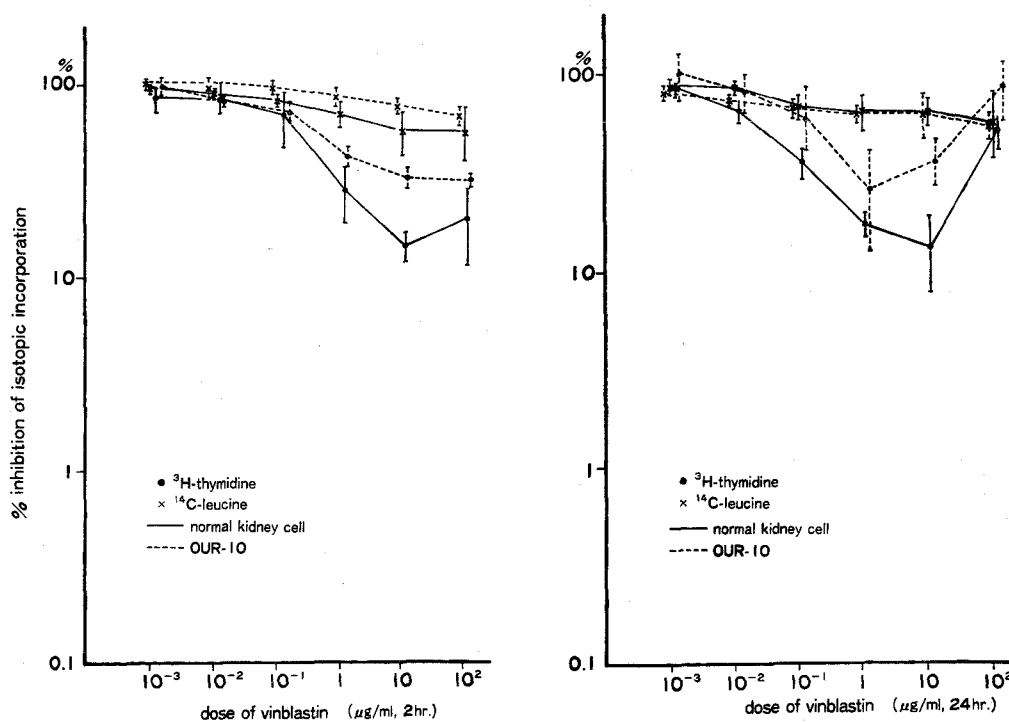 % inhibition of isotopic incorporation
%
100
10
1
0.1
● ³H-thymidine
× ¹⁴C-leucine
normal kidney cell
OUR-10
10⁻³ 10⁻² 10⁻¹ 1 10 10²
dose of vinblastin (μg/ml, 2hr.)
%
100
10
1
0.1
● ³H-thymidine
× ¹⁴C-leucine
normal kidney cell
OUR-10
10⁻³ 10⁻² 10⁻¹ 1 10 10²
dose of vinblastin (μg/ml, 24hr.)